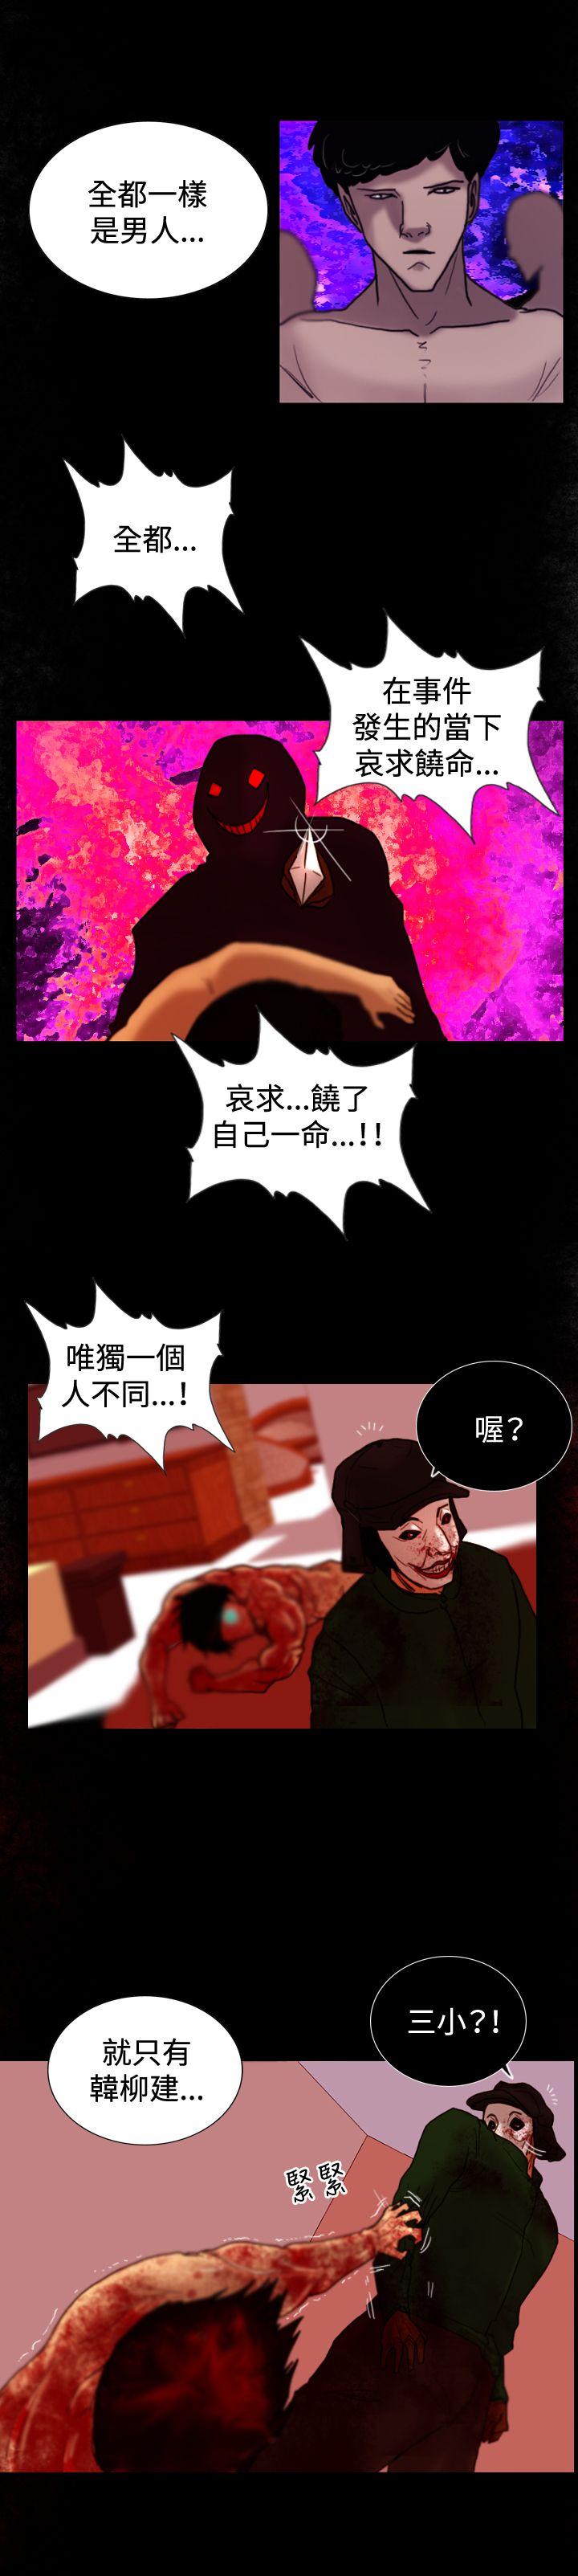 全都一樣
是男人...
全都...
在事件
發生的當下
哀求饒命...
哀求...饒了
自己一命...!!
唯獨一個
人不同...!
喔?
三小?!
就只有
韓柳建...
緊緊